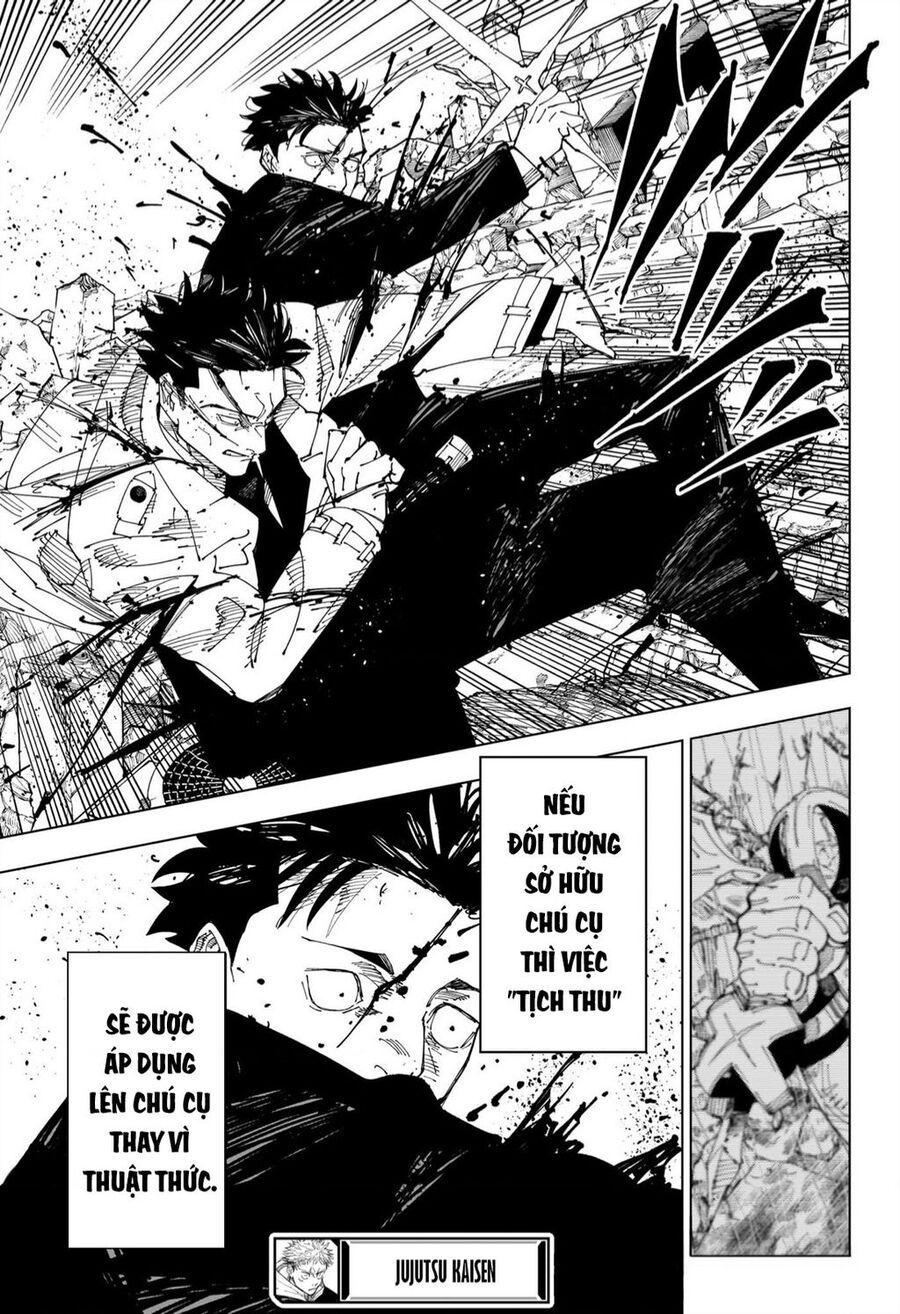 NẾU
ĐỐI TƯỢNG
SỞ HỮU
CHÚ CỤ
THÌ VIỆC
"TỊCH THU"
SẼ ĐƯỢC
ÁP DỤNG
LÊN CHÚ CỤ
THAY VÌ
THUẬT THỨC.
JUJUTSU KAISEN